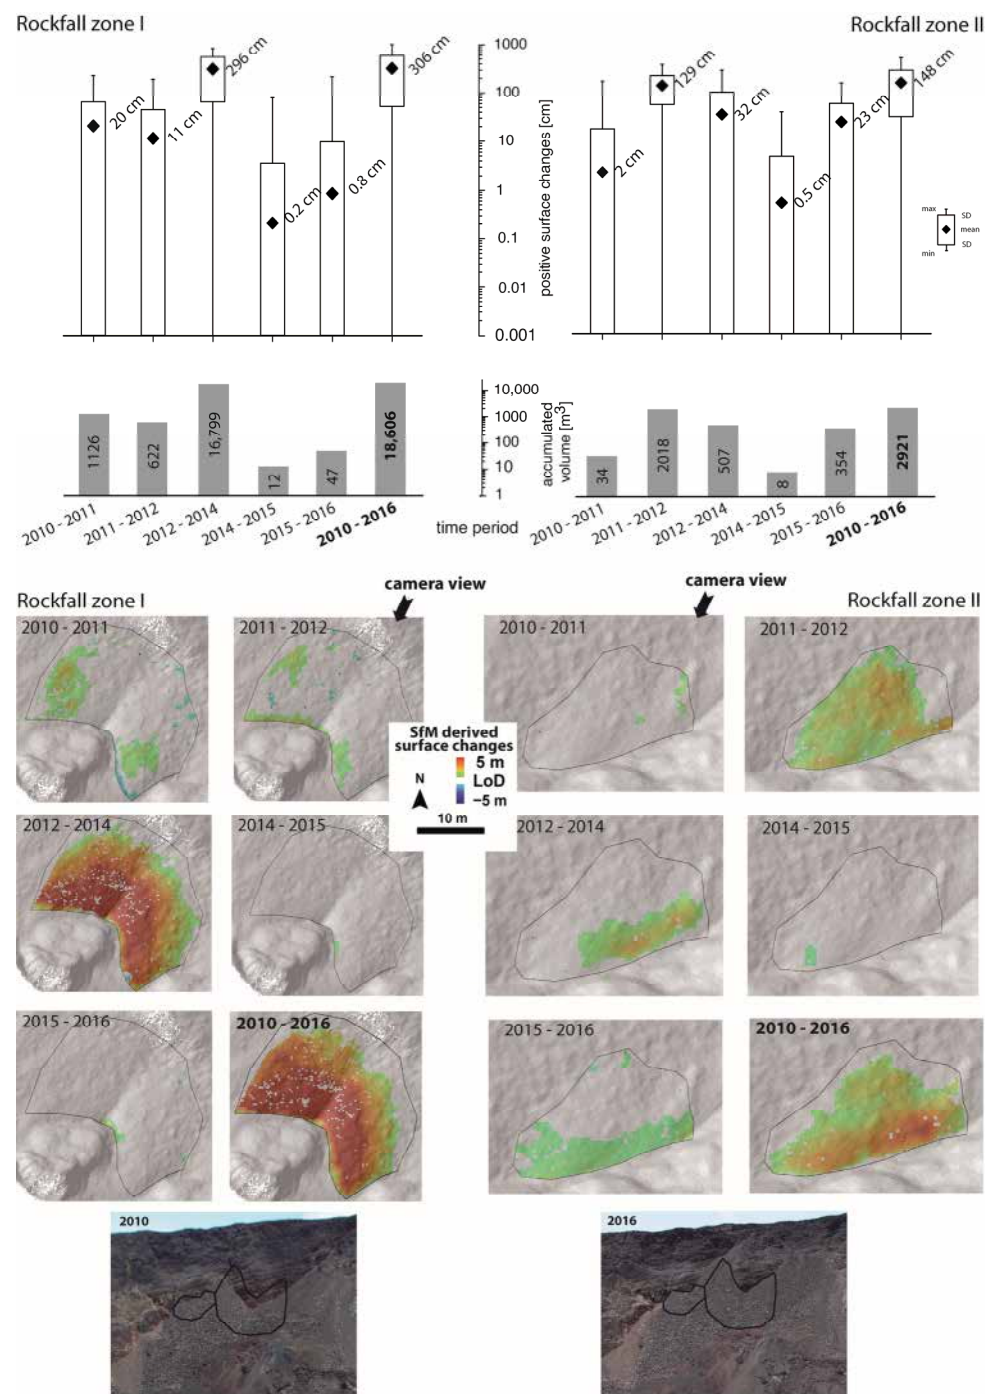 Rockfall zone I
Rockfall zone II
20 cm
11 cm
296 cm
0.2 cm
0.8 cm
306 cm
1000
100
10
1
0.1
0.01
0.001
positive surface changes [cm]
2 cm
129 cm
32 cm
0.5 cm
23 cm
148 cm
max
SD
mean
SD
min
1126
622
16,799
12
47
18,606
10,000
1000
100
10
1
accumulated
volume [m³]
34
2018
507
8
354
2921
2010 - 2011
2011 - 2012
2012 - 2014
2014 - 2015
2015 - 2016
2010 - 2016
time period
2010 - 2011
2011 - 2012
2012 - 2014
2014 - 2015
2015 - 2016
2010 - 2016
camera view
camera view
Rockfall zone I
Rockfall zone II
2010 - 2011
2011 - 2012
2010 - 2011
2011 - 2012
SfM derived
surface changes
N
5 m
LoD
−5 m
10 m
2012 - 2014
2014 - 2015
2012 - 2014
2014 - 2015
2015 - 2016
2010 - 2016
2015 - 2016
2010 - 2016
2010
2016